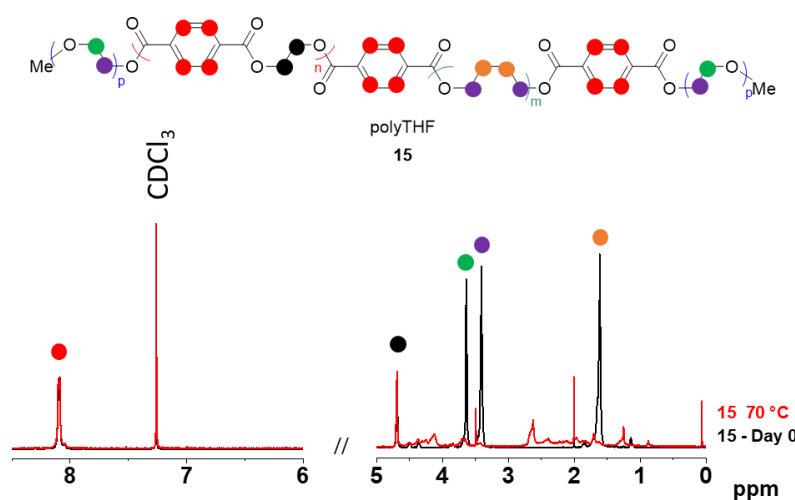 O O O O O O
Me O p O O O n O O O m O O O p Me
polyTHF
15
CDCl₃
15 70 °C
15 - Day 0
8 7 6 // 5 4 3 2 1 0
ppm